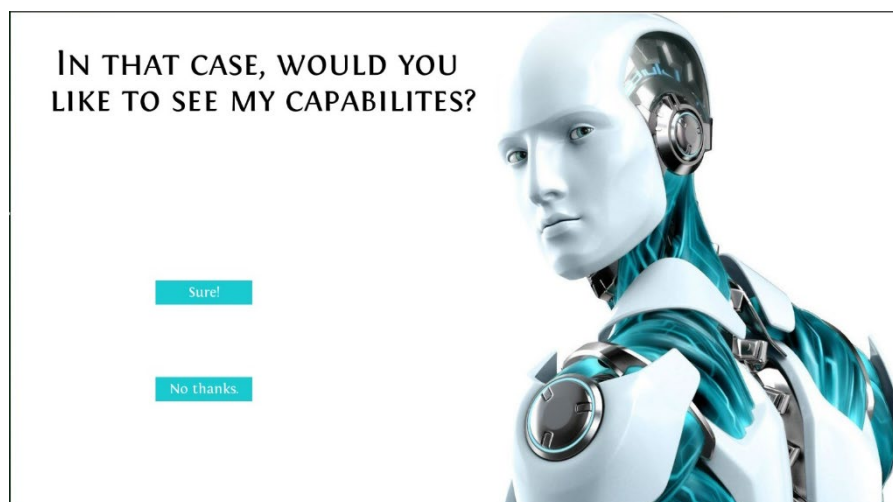 In that case, would you
like to see my capabilites?
Sure!
No thanks.